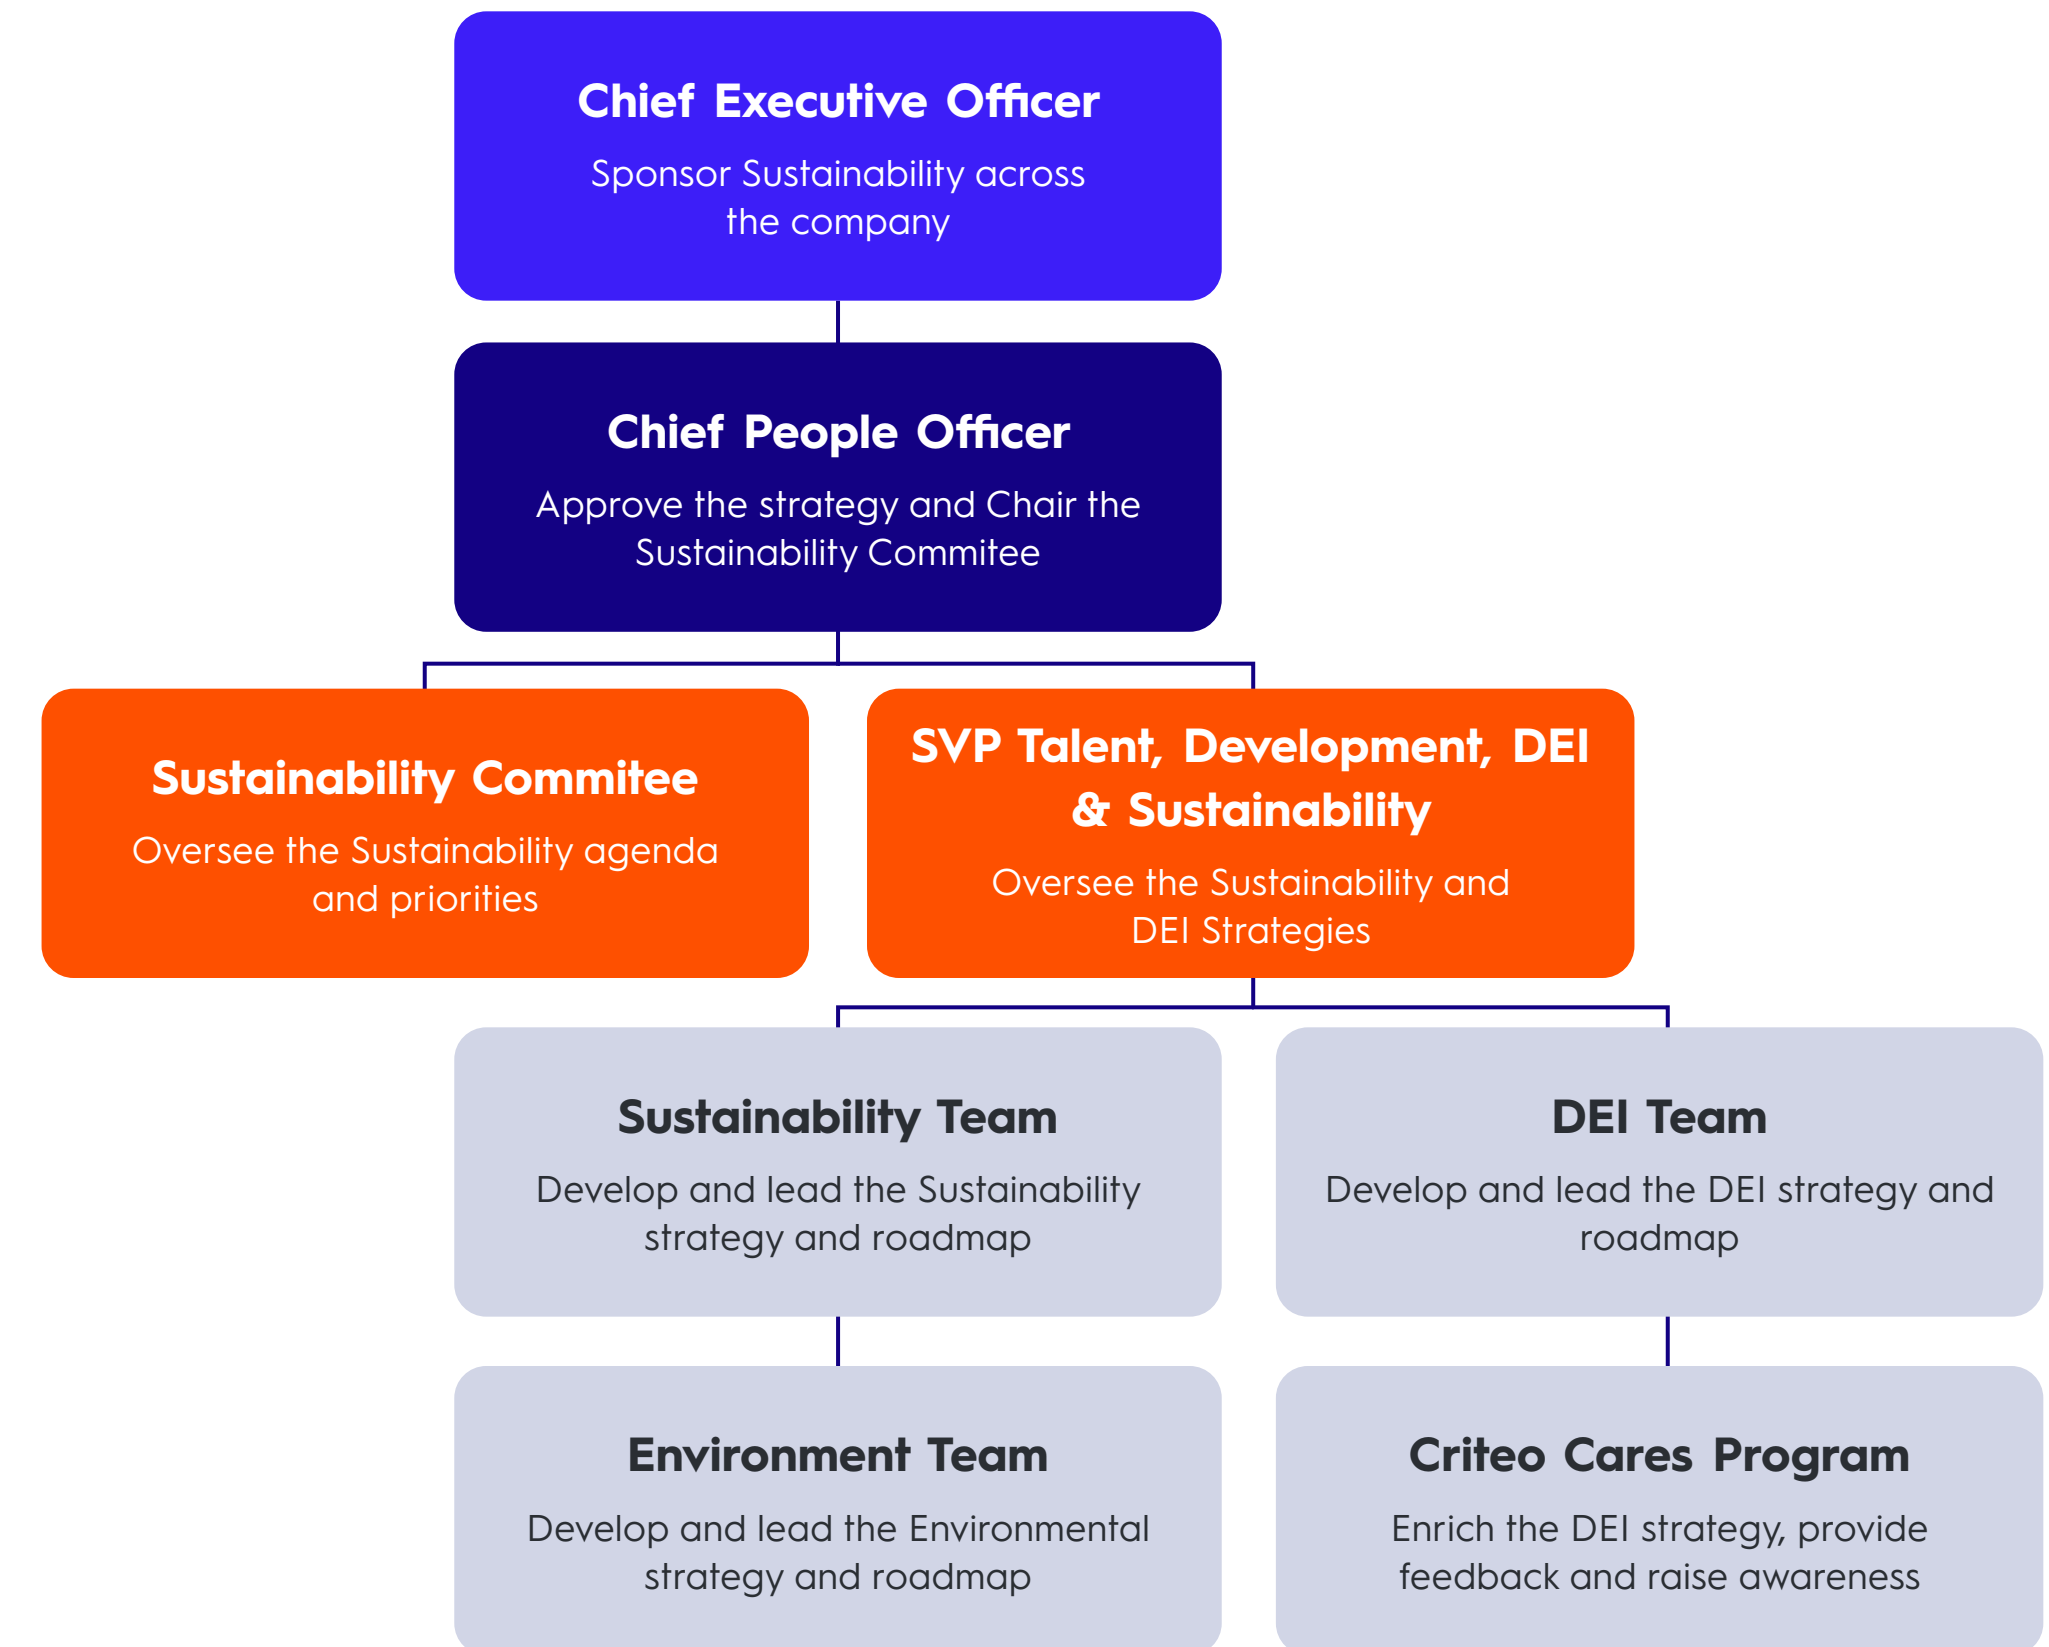 Chief Executive Officer
Sponsor Sustainability across
the company
Chief People Officer
Approve the strategy and Chair the
Sustainability Commitee
Sustainability Commitee
Oversee the Sustainability agenda
and priorities
SVP Talent, Development, DEI
& Sustainability
Oversee the Sustainability and
DEI Strategies
Sustainability Team
Develop and lead the Sustainability
strategy and roadmap
DEI Team
Develop and lead the DEI strategy and
roadmap
Environment Team
Develop and lead the Environmental
strategy and roadmap
Criteo Cares Program
Enrich the DEI strategy, provide
feedback and raise awareness